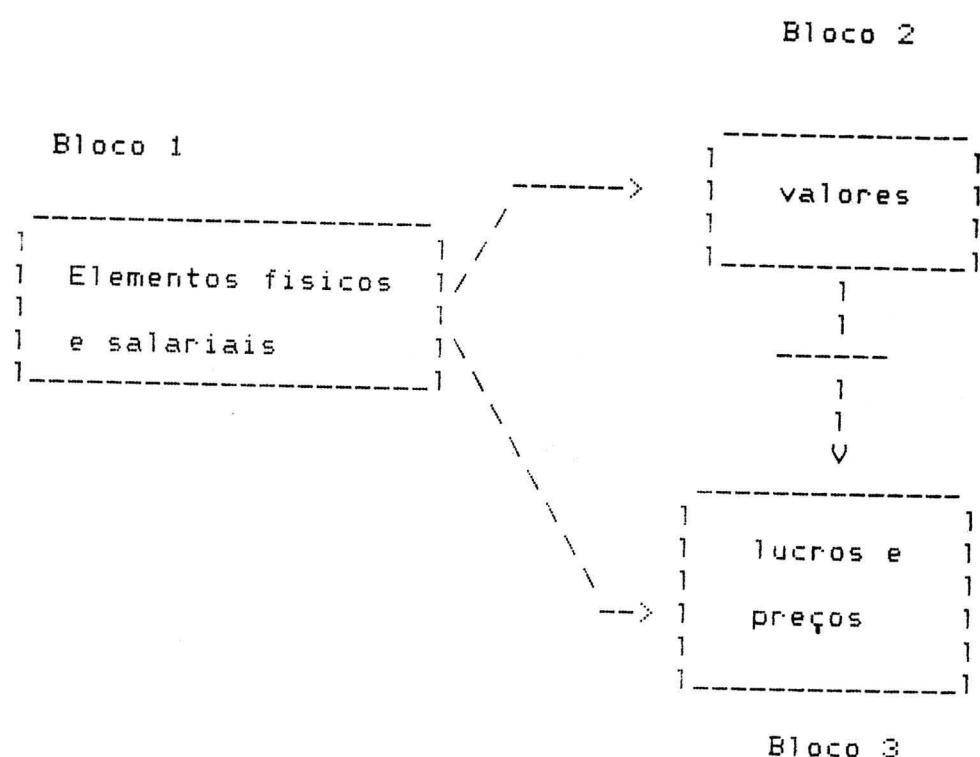 Bloco 2
Bloco 1
valores
Elementos fisicos
e salariais
lucros e
preços
Bloco 3